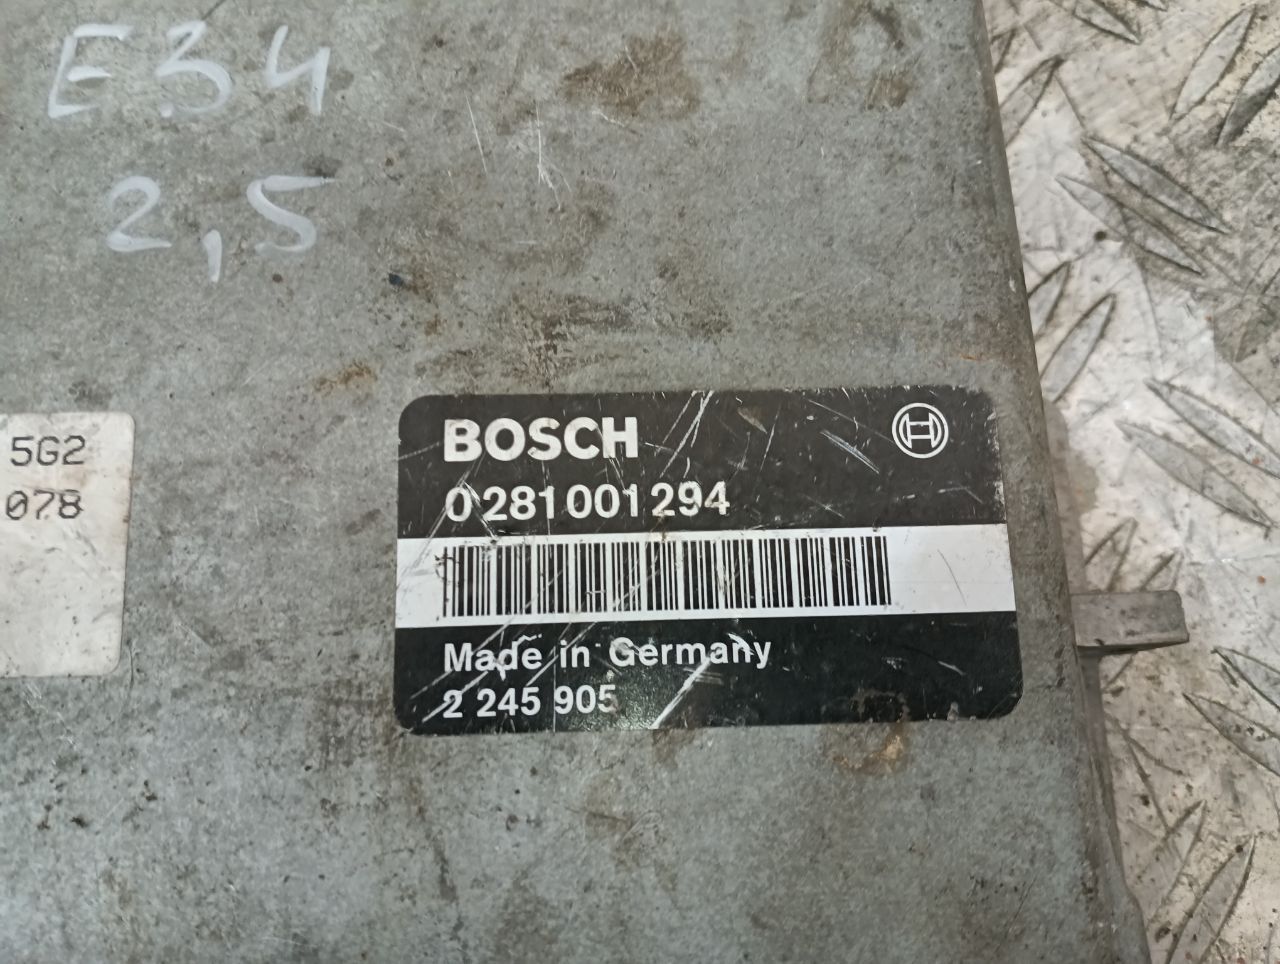 E34
2,5
5G2
078
BOSCH
0 281 001 294
Made in Germany
2 245 905